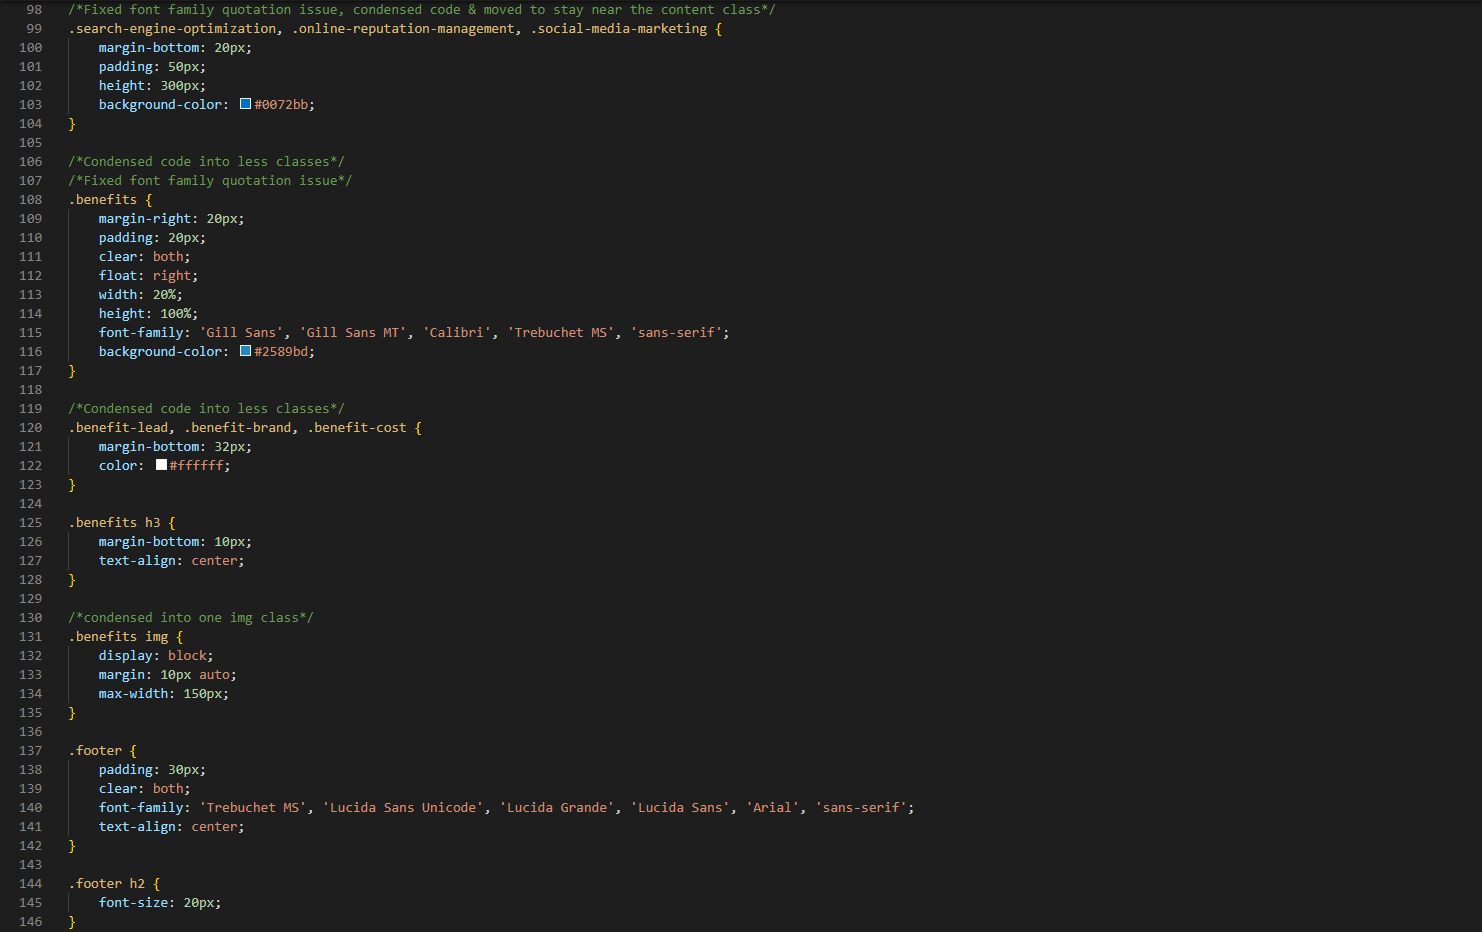 98 /*Fixed font family quotation issue, condensed code & moved to stay near the content class*/
99 .search-engine-optimization, .online-reputation-management, .social-media-marketing {
100     margin-bottom: 20px;
101     padding: 50px;
102     height: 300px;
103     background-color: #0072bb;
104 }
105
106 /*Condensed code into less classes*/
107 /*Fixed font family quotation issue*/
108 .benefits {
109     margin-right: 20px;
110     padding: 20px;
111     clear: both;
112     float: right;
113     width: 20%;
114     height: 100%;
115     font-family: 'Gill Sans', 'Gill Sans MT', 'Calibri', 'Trebuchet MS', 'sans-serif';
116     background-color: #2589bd;
117 }
118
119 /*Condensed code into less classes*/
120 .benefit-lead, .benefit-brand, .benefit-cost {
121     margin-bottom: 32px;
122     color: #ffffff;
123 }
124
125 .benefits h3 {
126     margin-bottom: 10px;
127     text-align: center;
128 }
129
130 /*condensed into one img class*/
131 .benefits img {
132     display: block;
133     margin: 10px auto;
134     max-width: 150px;
135 }
136
137 .footer {
138     padding: 30px;
139     clear: both;
140     font-family: 'Trebuchet MS', 'Lucida Sans Unicode', 'Lucida Grande', 'Lucida Sans', 'Arial', 'sans-serif';
141     text-align: center;
142 }
143
144 .footer h2 {
145     font-size: 20px;
146 }